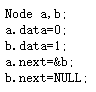 Node a,b;
a.data=0;
b.data=1;
a.next=&b;
b.next=NULL;